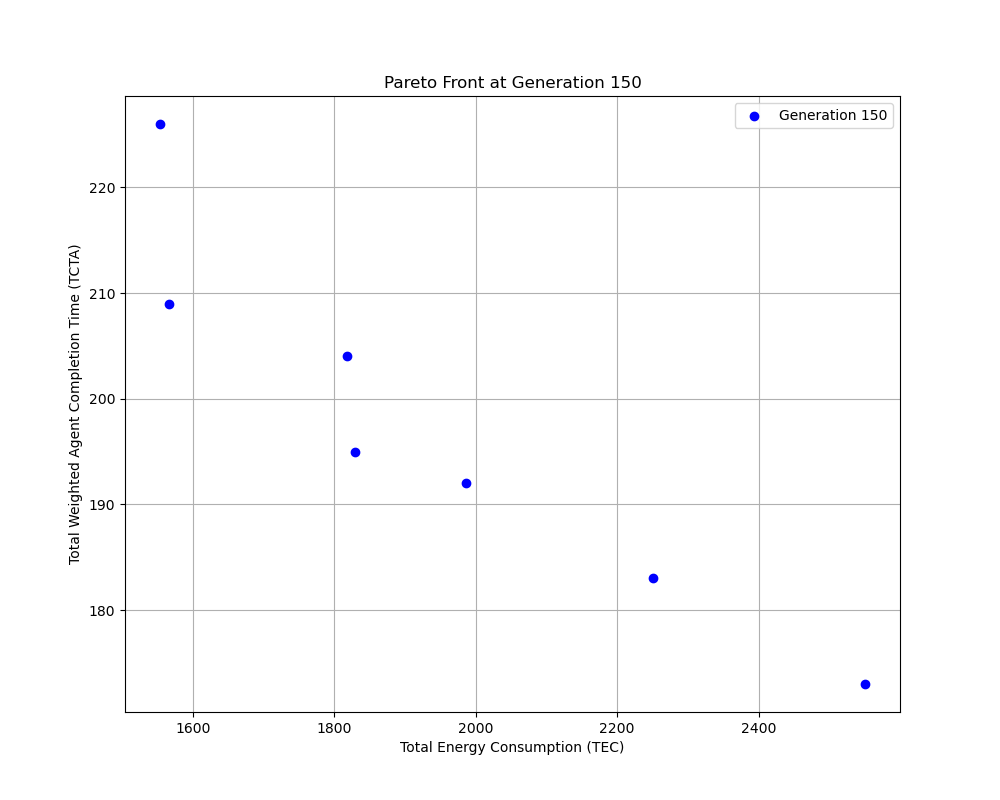 Pareto Front at Generation 150
Generation 150
Total Weighted Agent Completion Time (TCTA)
220
210
200
190
180
1600 1800 2000 2200 2400
Total Energy Consumption (TEC)